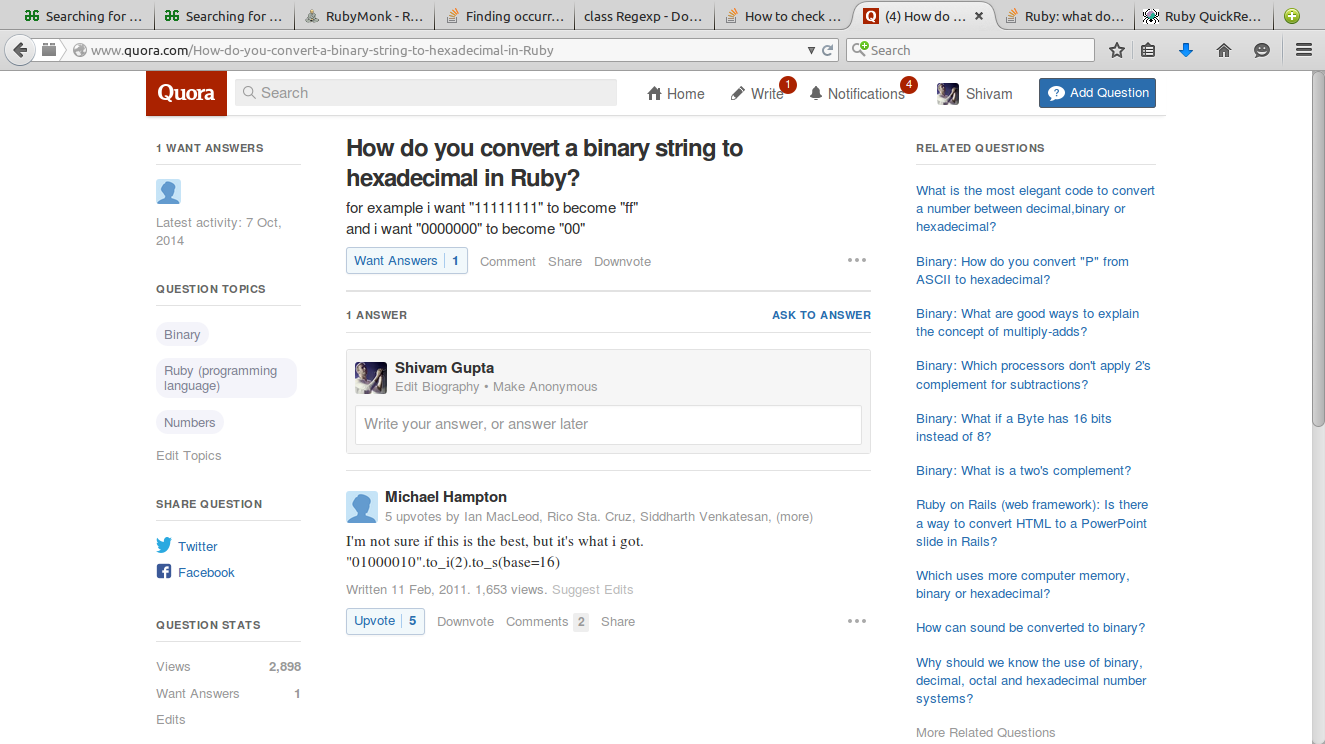 Searching for ... Searching for ... RubyMonk - R... Finding occurr... class Regexp - Do... How to check ... (4) How do ... Ruby: what do... Ruby QuickRe...
www.quora.com/How-do-you-convert-a-binary-string-to-hexadecimal-in-Ruby Search
Quora Search Home Write 1 Notifications 4 Shivam Add Question
1 WANT ANSWERS
Latest activity: 7 Oct,
2014
QUESTION TOPICS
Binary
Ruby (programming
language)
Numbers
Edit Topics
SHARE QUESTION
Twitter
Facebook
QUESTION STATS
Views 2,898
Want Answers 1
Edits
How do you convert a binary string to
hexadecimal in Ruby?
for example i want "11111111" to become "ff"
and i want "0000000" to become "00"
Want Answers 1 Comment Share Downvote
1 ANSWER ASK TO ANSWER
Shivam Gupta
Edit Biography • Make Anonymous
Write your answer, or answer later
Michael Hampton
5 upvotes by Ian MacLeod, Rico Sta. Cruz, Siddharth Venkatesan, (more)
I'm not sure if this is the best, but it's what i got.
"01000010".to_i(2).to_s(base=16)
Written 11 Feb, 2011. 1,653 views. Suggest Edits
Upvote 5 Downvote Comments 2 Share
RELATED QUESTIONS
What is the most elegant code to convert
a number between decimal,binary or
hexadecimal?
Binary: How do you convert "P" from
ASCII to hexadecimal?
Binary: What are good ways to explain
the concept of multiply-adds?
Binary: Which processors don't apply 2's
complement for subtractions?
Binary: What if a Byte has 16 bits
instead of 8?
Binary: What is a two's complement?
Ruby on Rails (web framework): Is there
a way to convert HTML to a PowerPoint
slide in Rails?
Which uses more computer memory,
binary or hexadecimal?
How can sound be converted to binary?
Why should we know the use of binary,
decimal, octal and hexadecimal number
systems?
More Related Questions